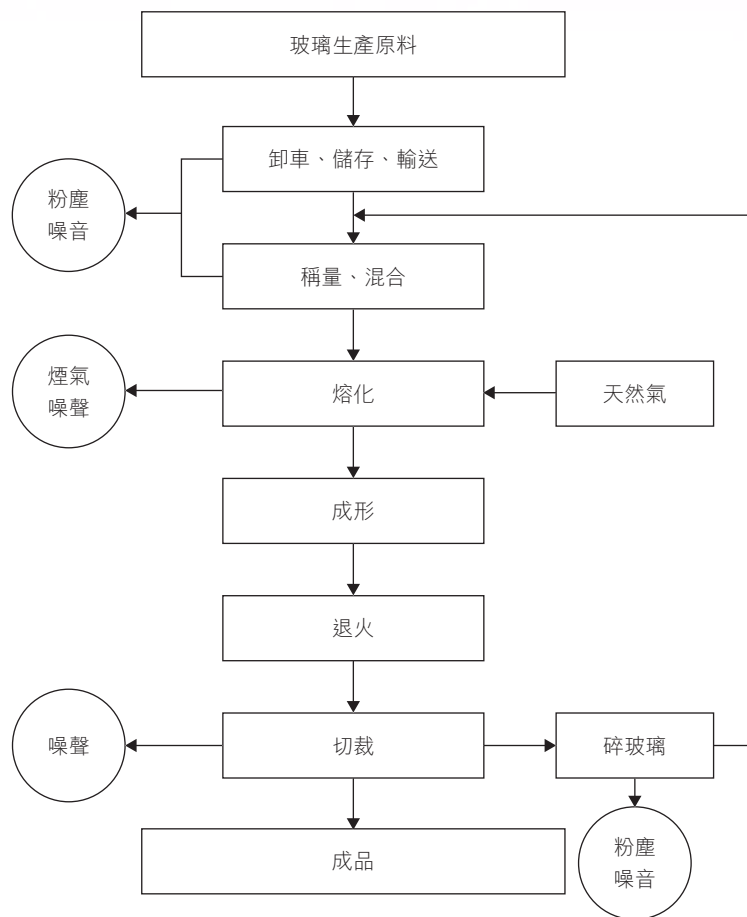 玻璃生產原料
卸車、儲存、輸送
粉塵
噪音
稱量、混合
煙氣
噪聲
熔化
天然氣
成形
退火
噪聲
切裁
碎玻璃
成品
粉塵
噪音